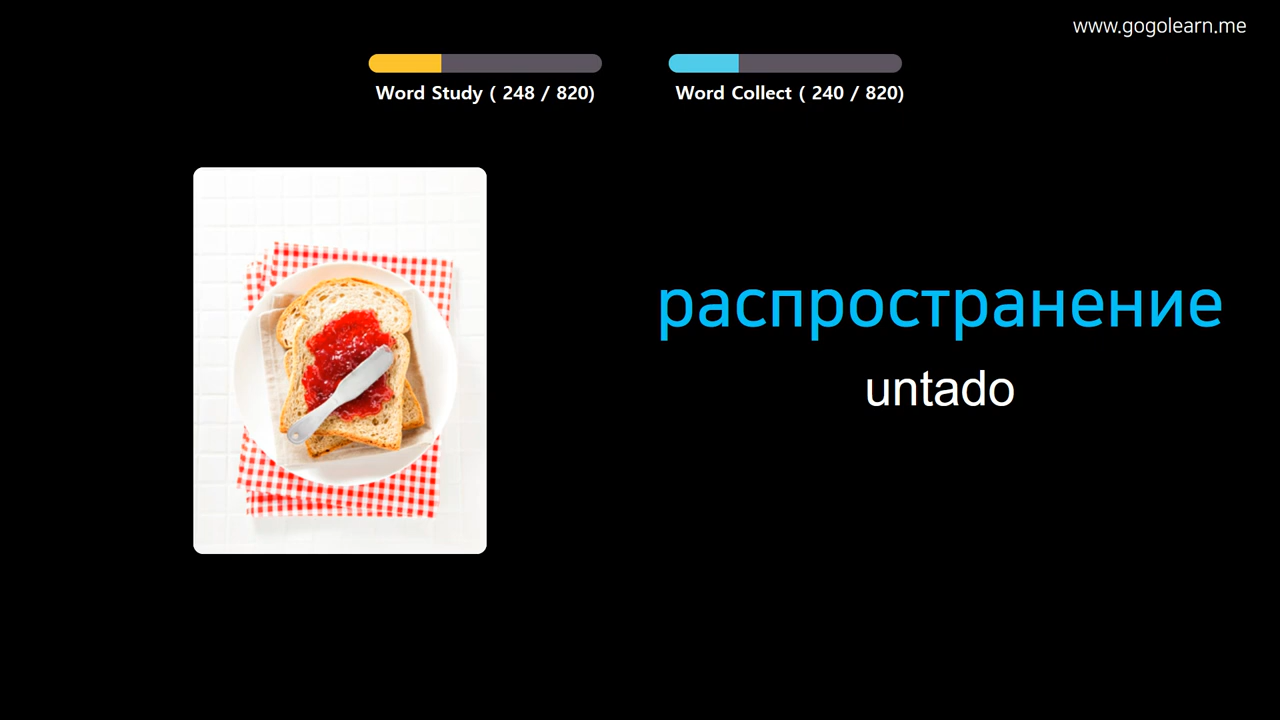 www.gogolearn.me
Word Study ( 248 / 820)
Word Collect ( 240 / 820)
распространение
untado